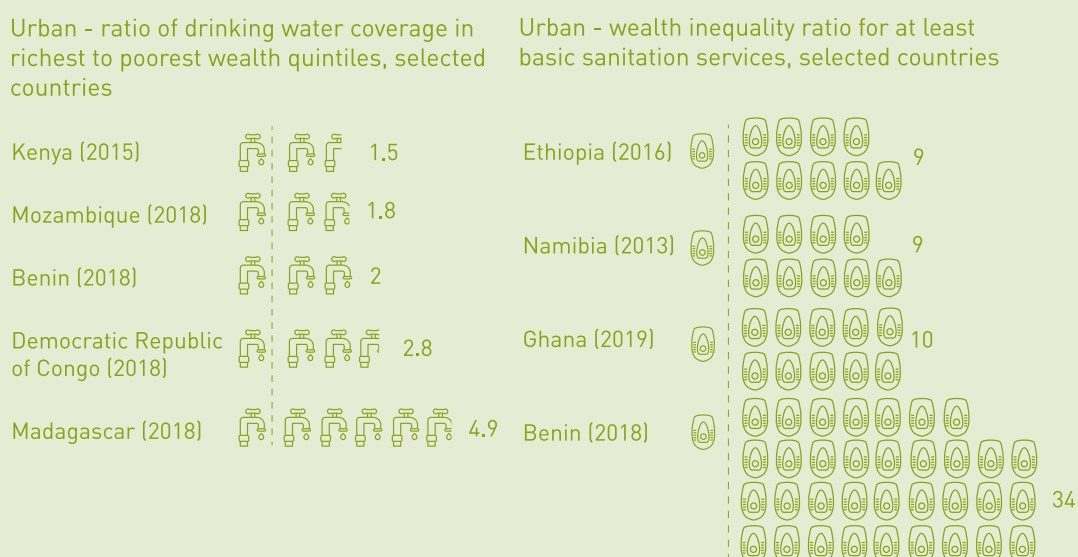 Urban - ratio of drinking water coverage in
richest to poorest wealth quintiles, selected
countries
Kenya (2015)
1.5
Mozambique (2018)
1.8
Benin (2018)
2
Democratic Republic
of Congo (2018)
2.8
Madagascar (2018)
4.9
Urban - wealth inequality ratio for at least
basic sanitation services, selected countries
Ethiopia (2016)
9
Namibia (2013)
9
Ghana (2019)
10
Benin (2018)
34